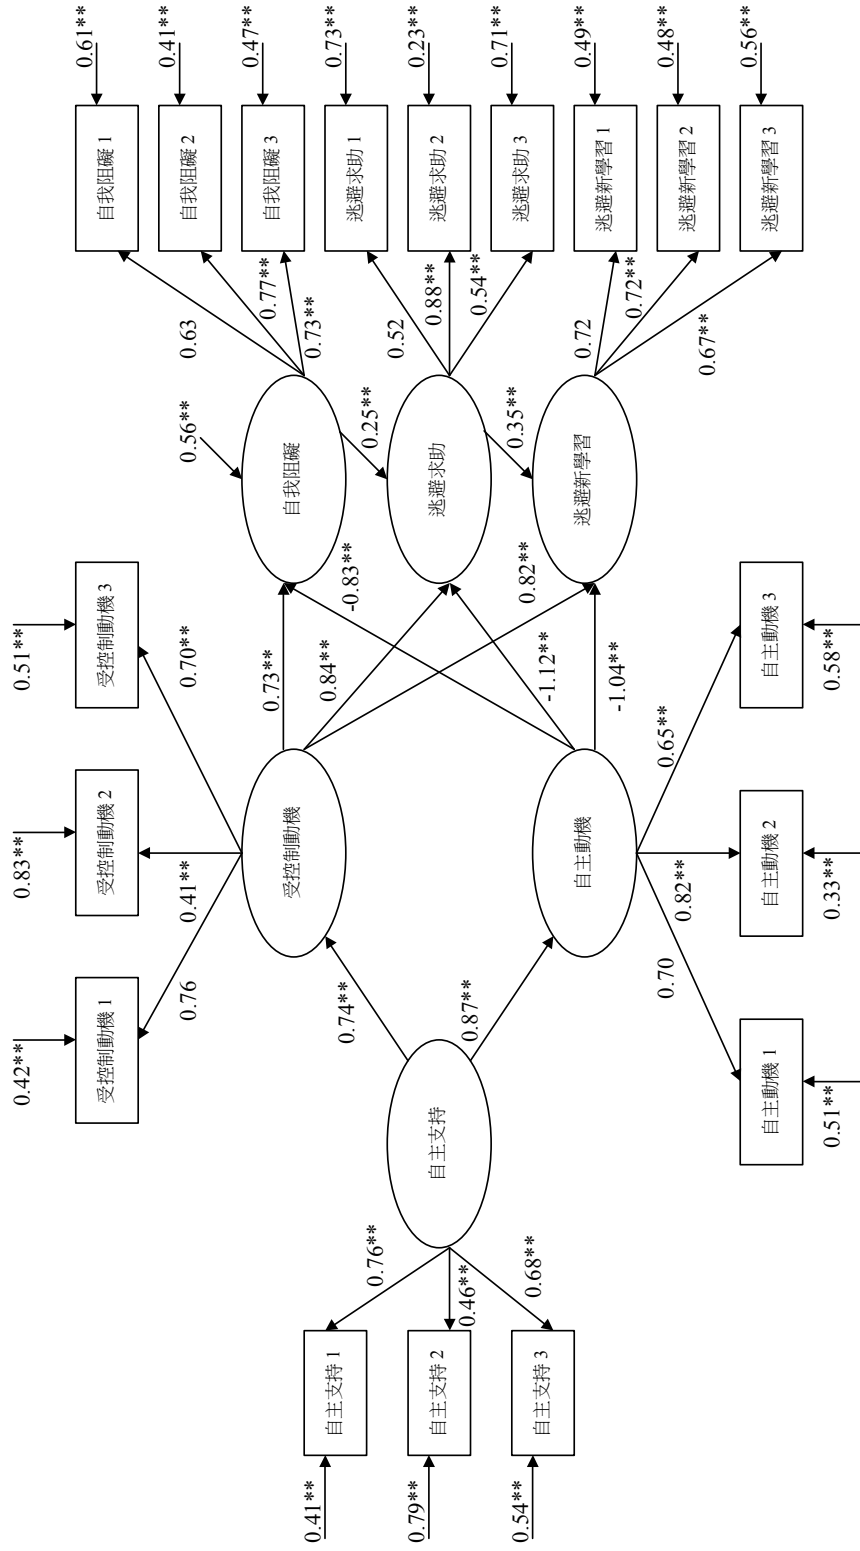 0.42**
0.83**
0.51**
受控制動機 1
受控制動機 2
受控制動機 3
0.76
0.41**
0.70**
0.41**
0.79**
0.54**
自主支持 1
自主支持 2
自主支持 3
0.76**
0.46**
0.68**
自主支持
0.74**
0.87**
受控制動機
自主動機
0.73**
0.84**
0.82**
-0.83**
-1.12**
-1.04**
0.56**
自我阻礙
0.25**
逃避求助
0.35**
逃避新學習
0.63
0.77**
0.73**
0.52
0.88**
0.54**
0.72
0.72**
0.67**
自我阻礙 1
自我阻礙 2
自我阻礙 3
逃避求助 1
逃避求助 2
逃避求助 3
逃避新學習 1
逃避新學習 2
逃避新學習 3
0.61**
0.41**
0.47**
0.73**
0.23**
0.71**
0.49**
0.48**
0.56**
0.70
0.82**
0.65**
自主動機 1
自主動機 2
自主動機 3
0.51**
0.33**
0.58**